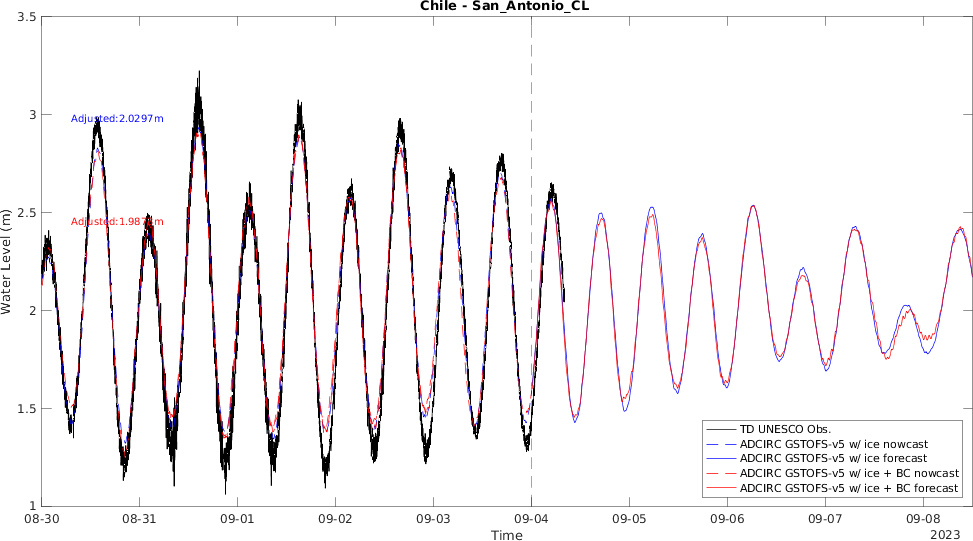 Chile - San_Antonio_CL
3.5
3
2.5
2
1.5
1
Water Level (m)
Adjusted:2.0297m
08-30
08-31
09-01
09-02
09-03
09-04
09-05
09-06
09-07
09-08
2023
Time
TD UNESCO Obs.
ADCIRC GSTOFS-v5 w/ ice nowcast
ADCIRC GSTOFS-v5 w/ ice forecast
ADCIRC GSTOFS-v5 w/ ice + BC nowcast
ADCIRC GSTOFS-v5 w/ ice + BC forecast